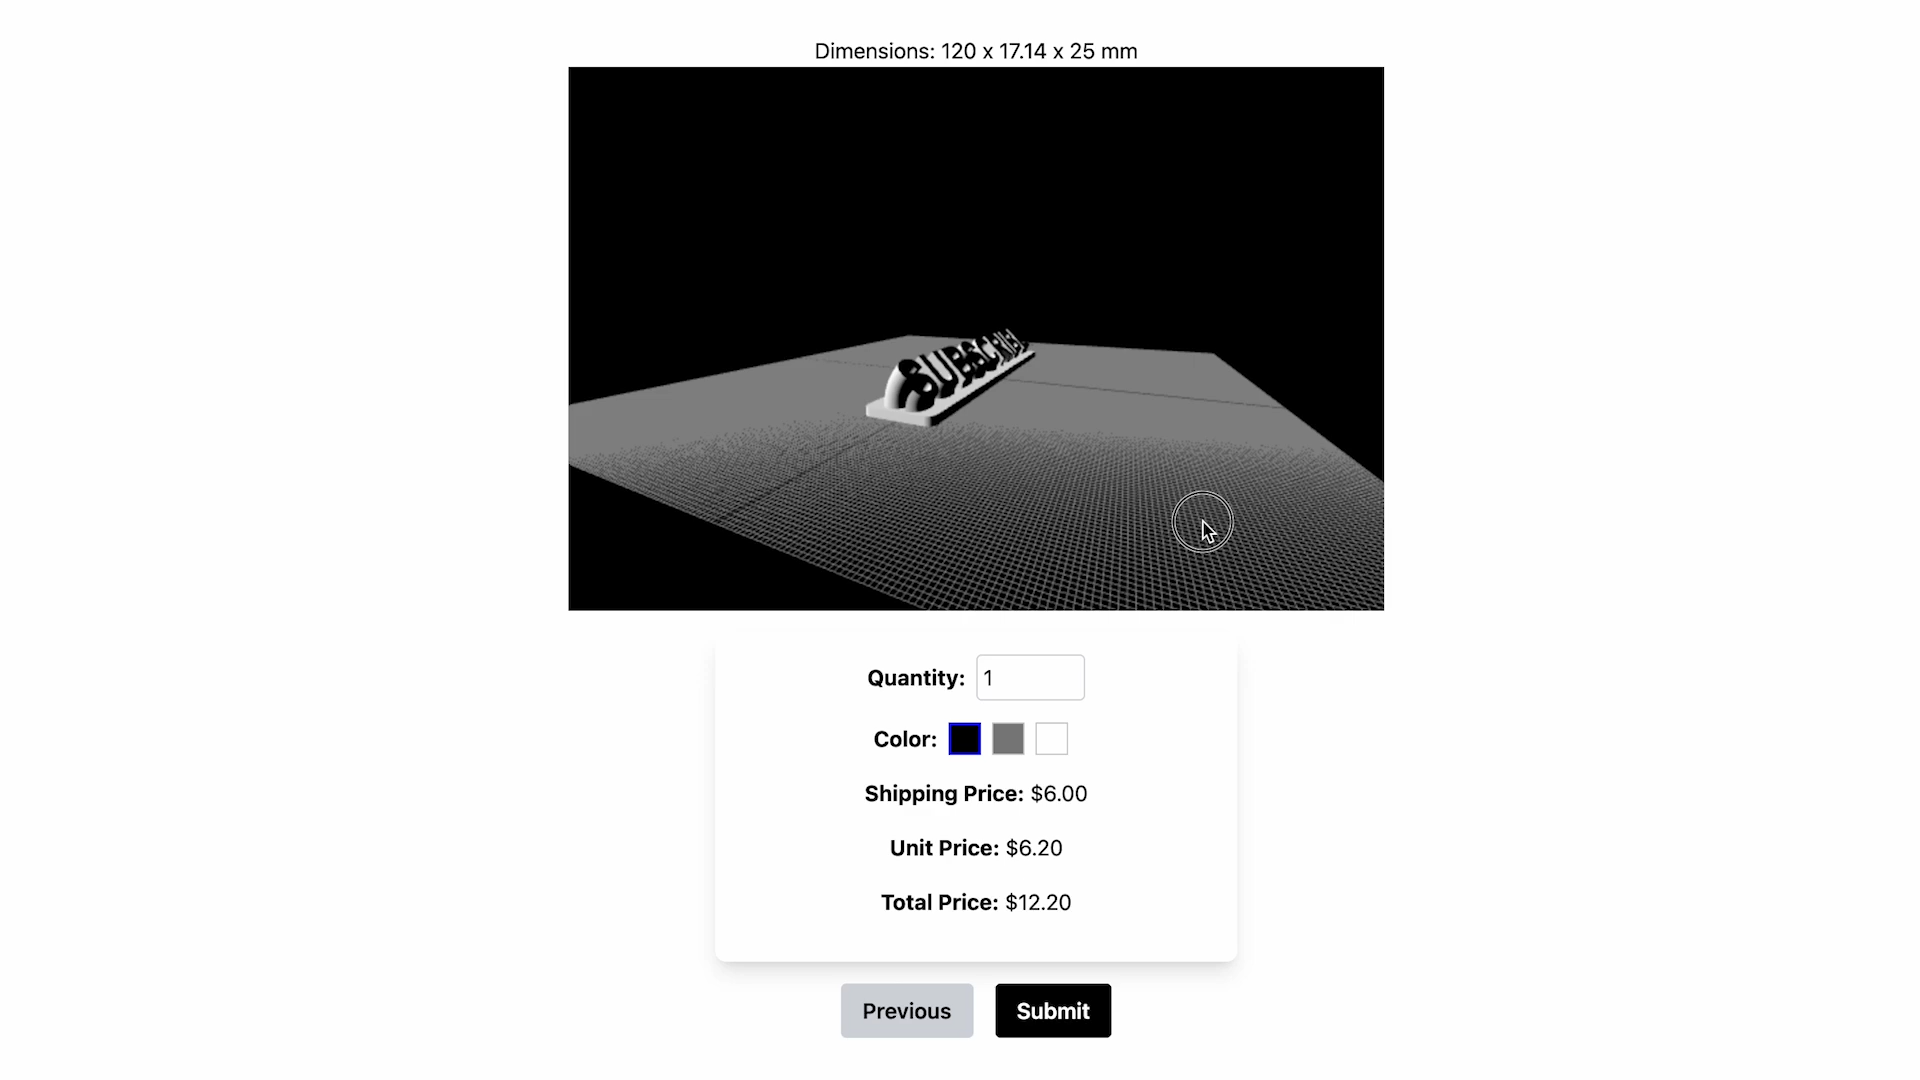 Dimensions: 120 x 17.14 x 25 mm
SUBSCRIBE
Quantity: 1
Color:
Shipping Price: $6.00
Unit Price: $6.20
Total Price: $12.20
Previous
Submit